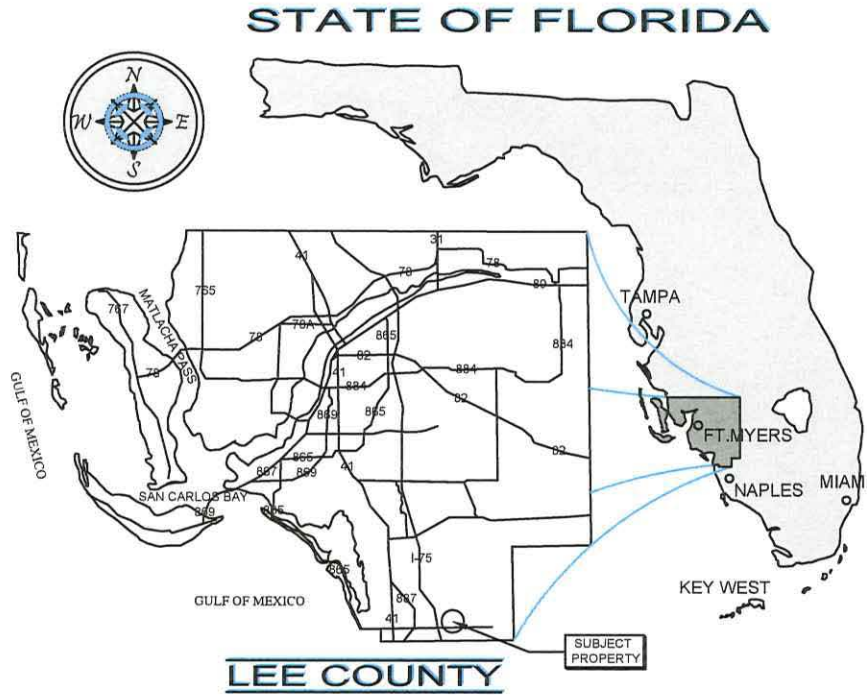 STATE OF FLORIDA
N
W E
S
31
41
78
78
765
80
TAMPA
767
MATLACHA PASS
78A
78
865
884
82
41
884
78
884
82
GULF OF MEXICO
869
865
FT.MYERS
82
865
41
867
869
NAPLES
MIAMI
SAN CARLOS BAY
869
865
I-75
865
KEY WEST
GULF OF MEXICO
887
41
SUBJECT
PROPERTY
LEE COUNTY